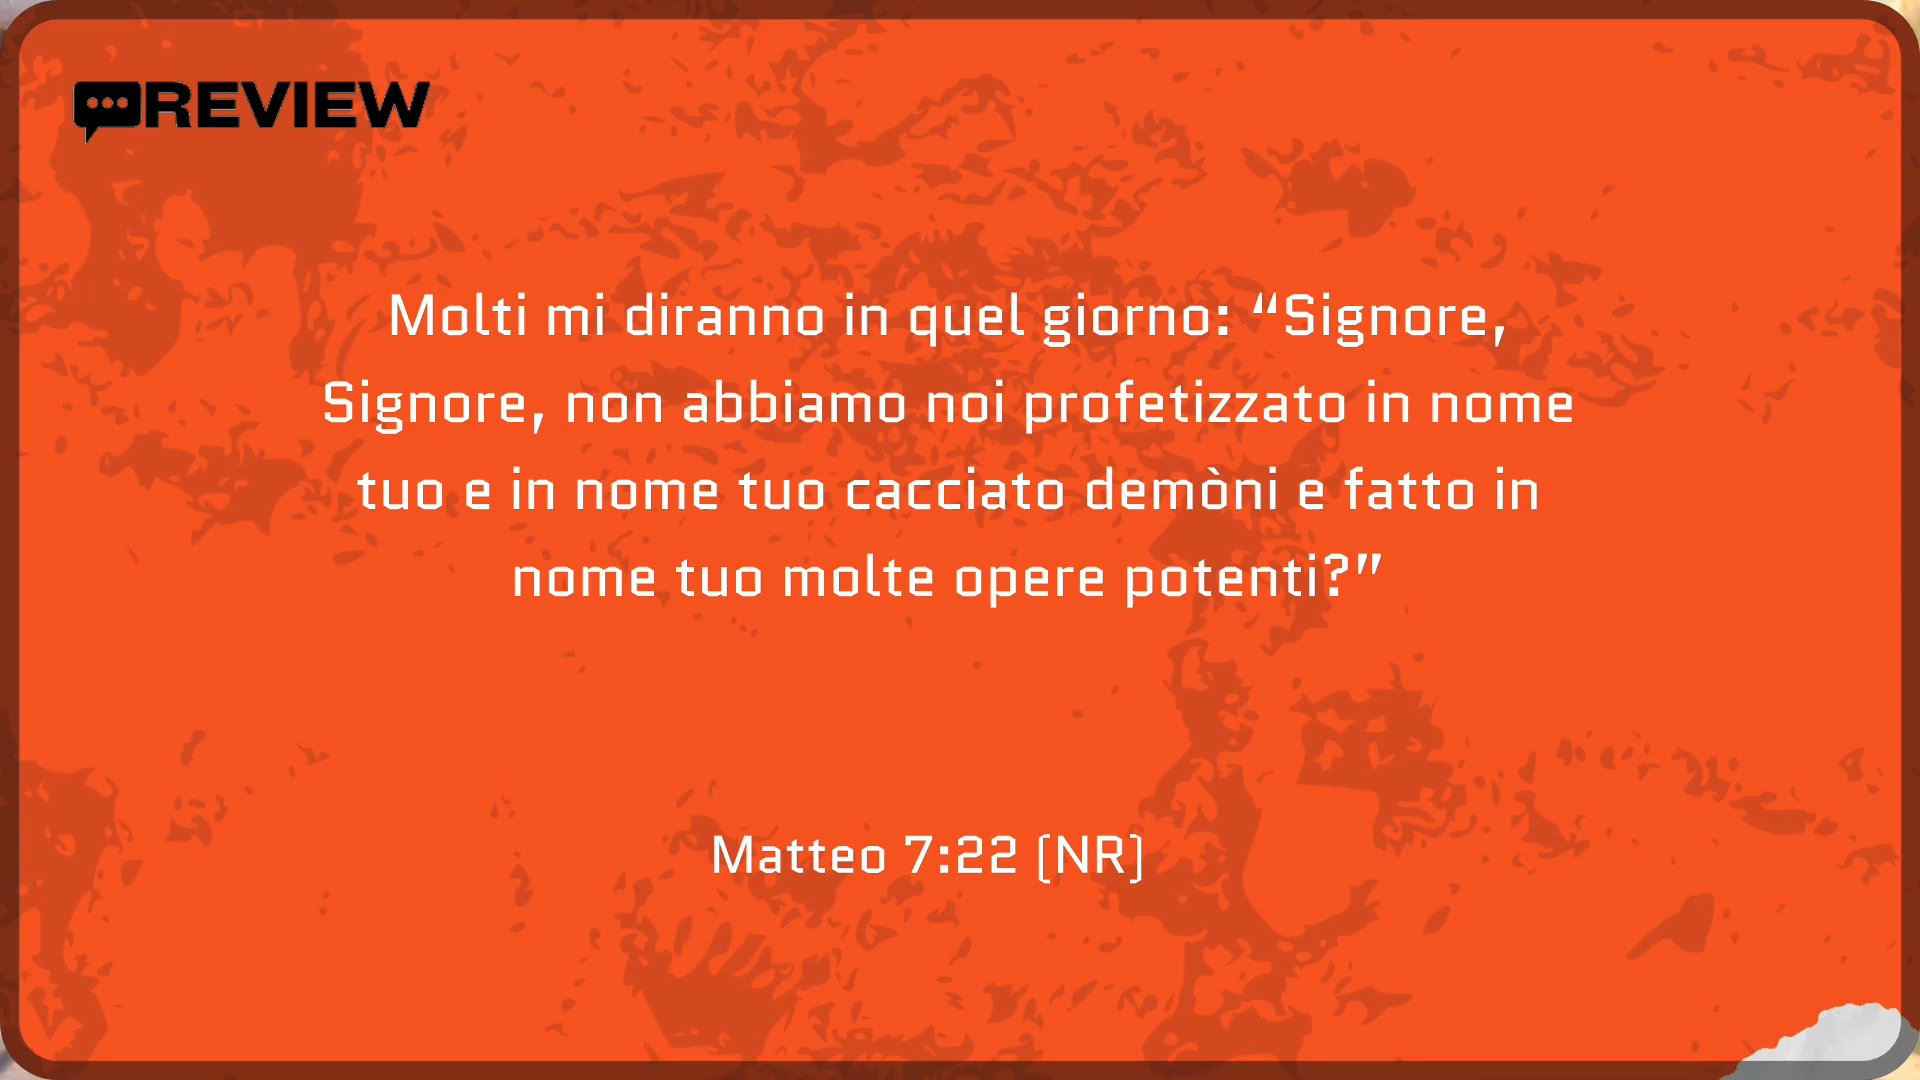 REVIEW
Molti mi diranno in quel giorno: “Signore,
Signore, non abbiamo noi profetizzato in nome
tuo e in nome tuo cacciato demòni e fatto in
nome tuo molte opere potenti?”
Matteo 7:22 (NR)